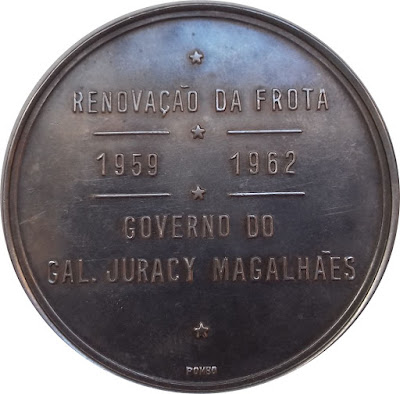 RENOVAÇÃO DA FROTA
1959 1962
GOVERNO DO
GAL. JURACY MAGALHÃES